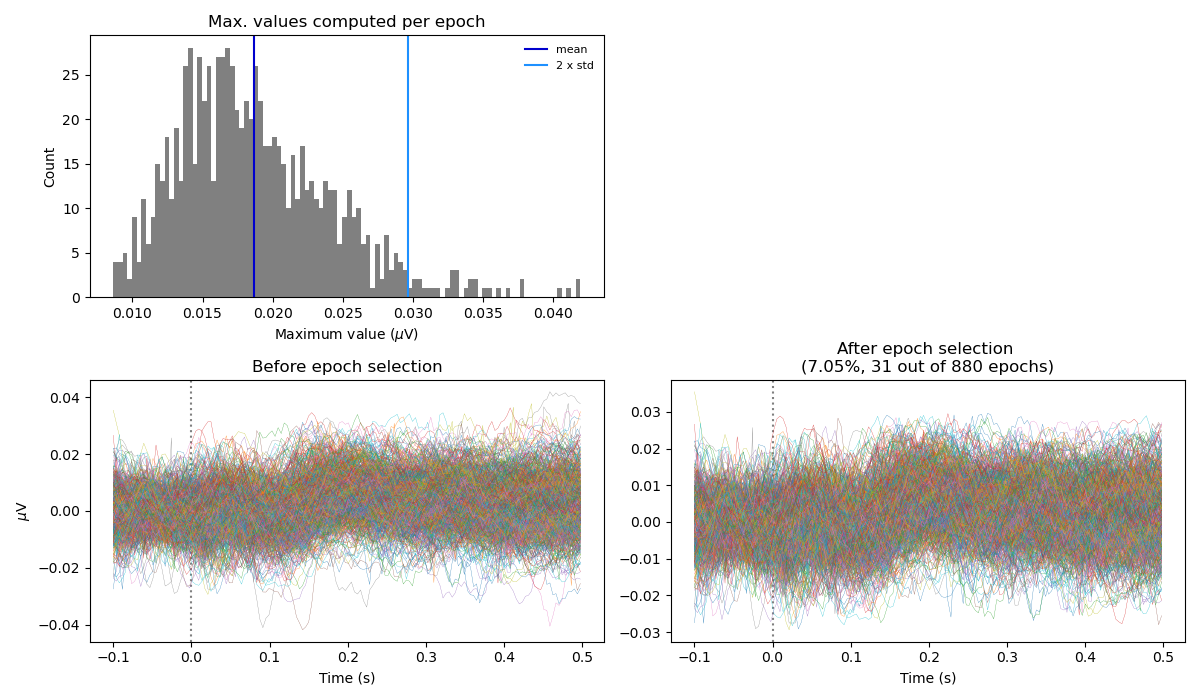 Max. values computed per epoch
mean
2 x std
Count
25
20
15
10
5
0
0.010 0.015 0.020 0.025 0.030 0.035 0.040
Maximum value (μV)
Before epoch selection
μV
0.04
0.02
0.00
−0.02
−0.04
−0.1 0.0 0.1 0.2 0.3 0.4 0.5
Time (s)
After epoch selection
(7.05%, 31 out of 880 epochs)
0.03
0.02
0.01
0.00
−0.01
−0.02
−0.03
−0.1 0.0 0.1 0.2 0.3 0.4 0.5
Time (s)